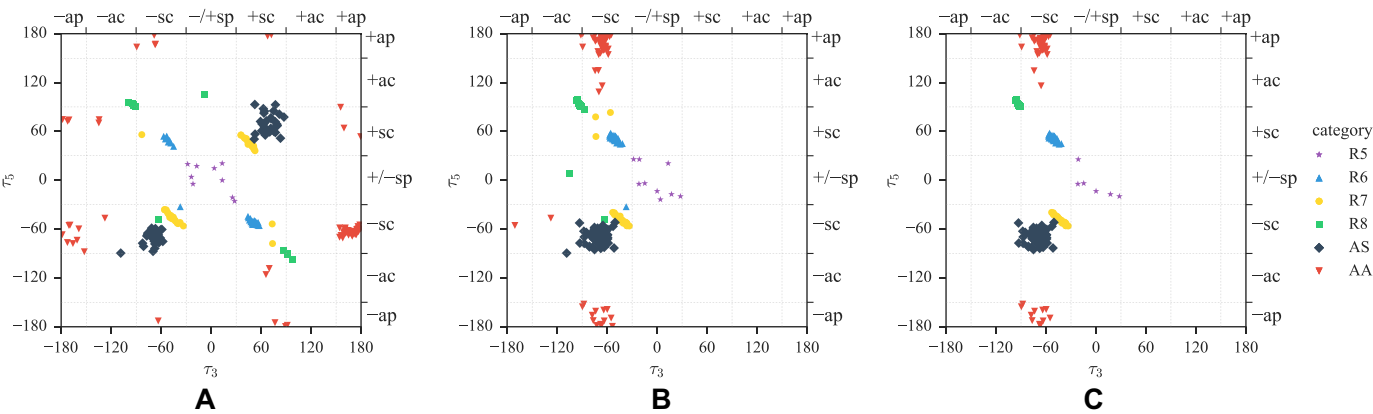 −ap −ac −sc −/+sp +sc +ac +ap
180
120
60
0
−60
−120
−180
τ5
+ap
+ac
+sc
+/−sp
−sc
−ac
−ap
−180 −120 −60 0 60 120 180
τ3
A
−ap −ac −sc −/+sp +sc +ac +ap
180
120
60
0
−60
−120
−180
τ5
+ap
+ac
+sc
+/−sp
−sc
−ac
−ap
−180 −120 −60 0 60 120 180
τ3
B
−ap −ac −sc −/+sp +sc +ac +ap
180
120
60
0
−60
−120
−180
τ5
+ap
+ac
+sc
+/−sp
−sc
−ac
−ap
−180 −120 −60 0 60 120 180
τ3
C
category
R5
R6
R7
R8
AS
AA